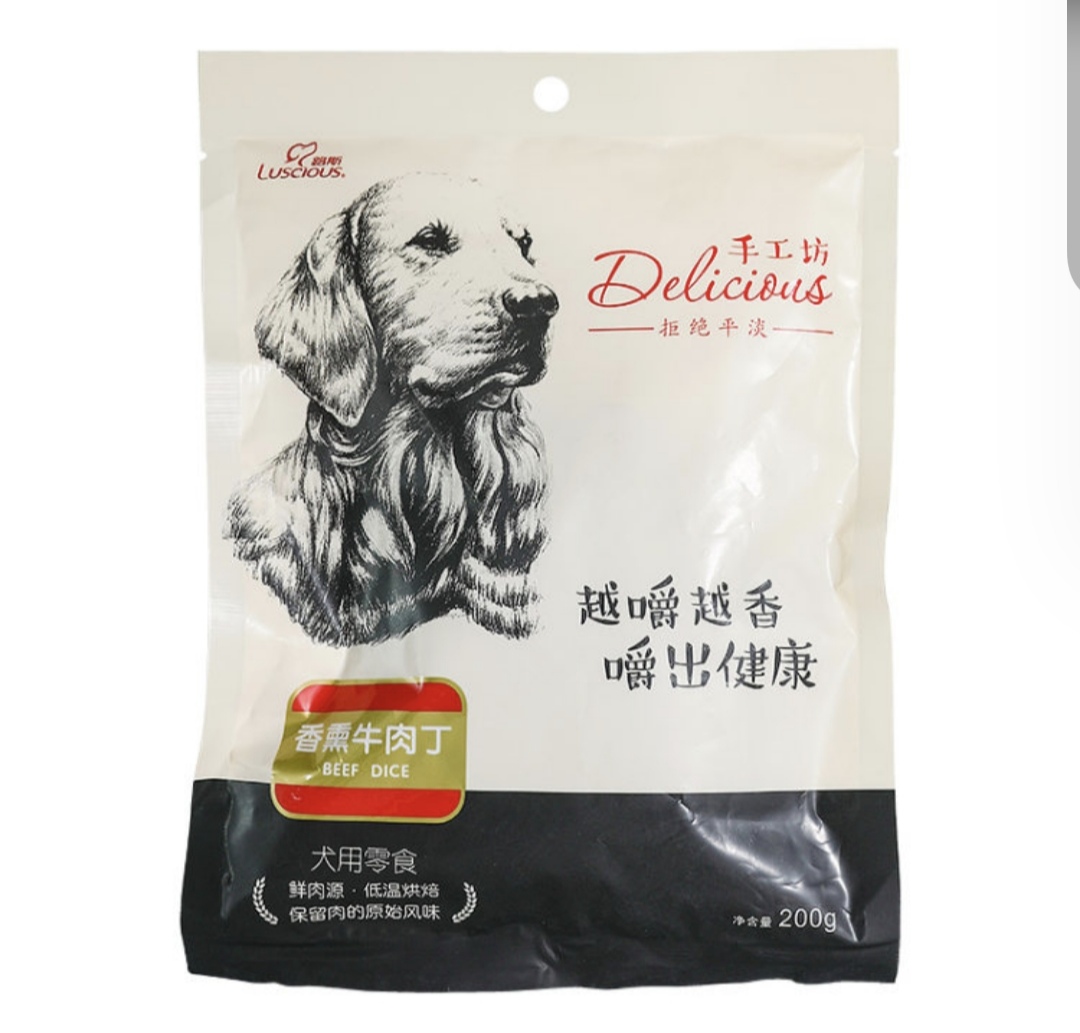 路斯
LUSCIOUS.
手工坊
Delicious
拒绝平淡
越嚼越香
嚼出健康
香熏牛肉丁
BEEF DICE
犬用零食
鲜肉源·低温烘焙
保留肉的原始风味
净含量 200g